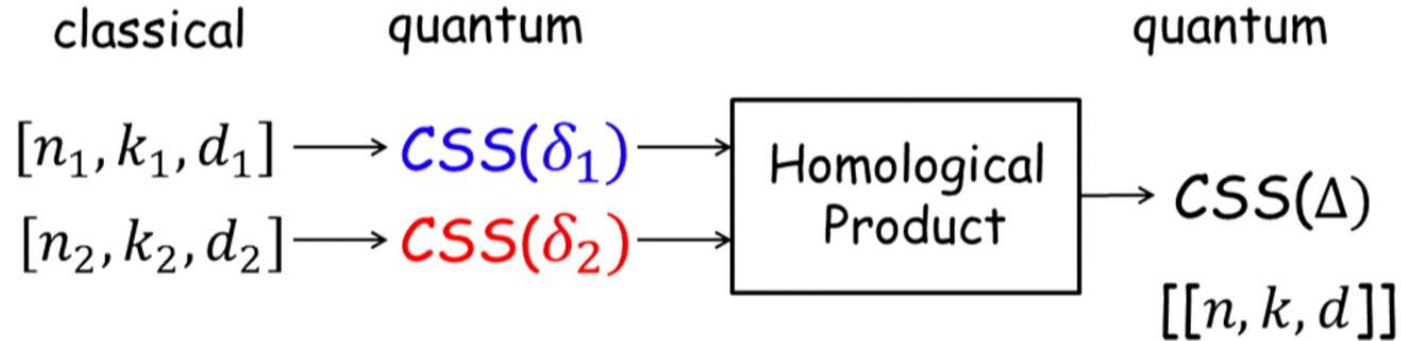 classical quantum quantum
[n₁, k₁, d₁] → CSS(δ₁)
[n₂, k₂, d₂] → CSS(δ₂)
Homological
Product
CSS(Δ)
[[n, k, d]]